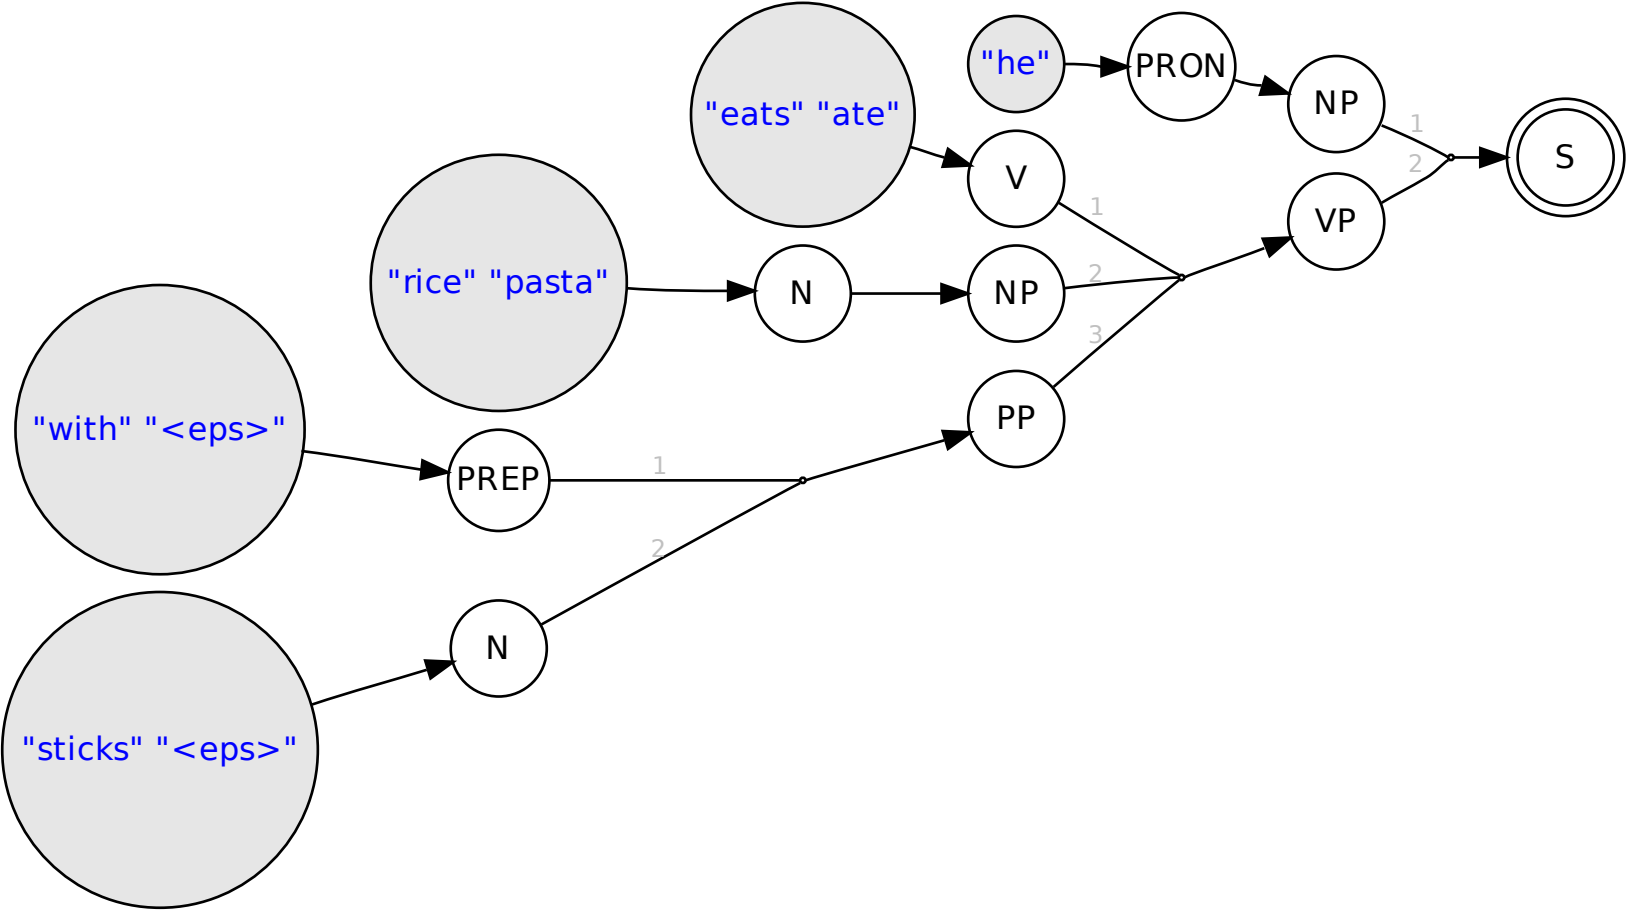 "he"
PRON
NP
1
2
S
"eats" "ate"
V
1
VP
"rice" "pasta"
N
NP
2
3
"with" "<eps>"
PREP
1
PP
2
"sticks" "<eps>"
N